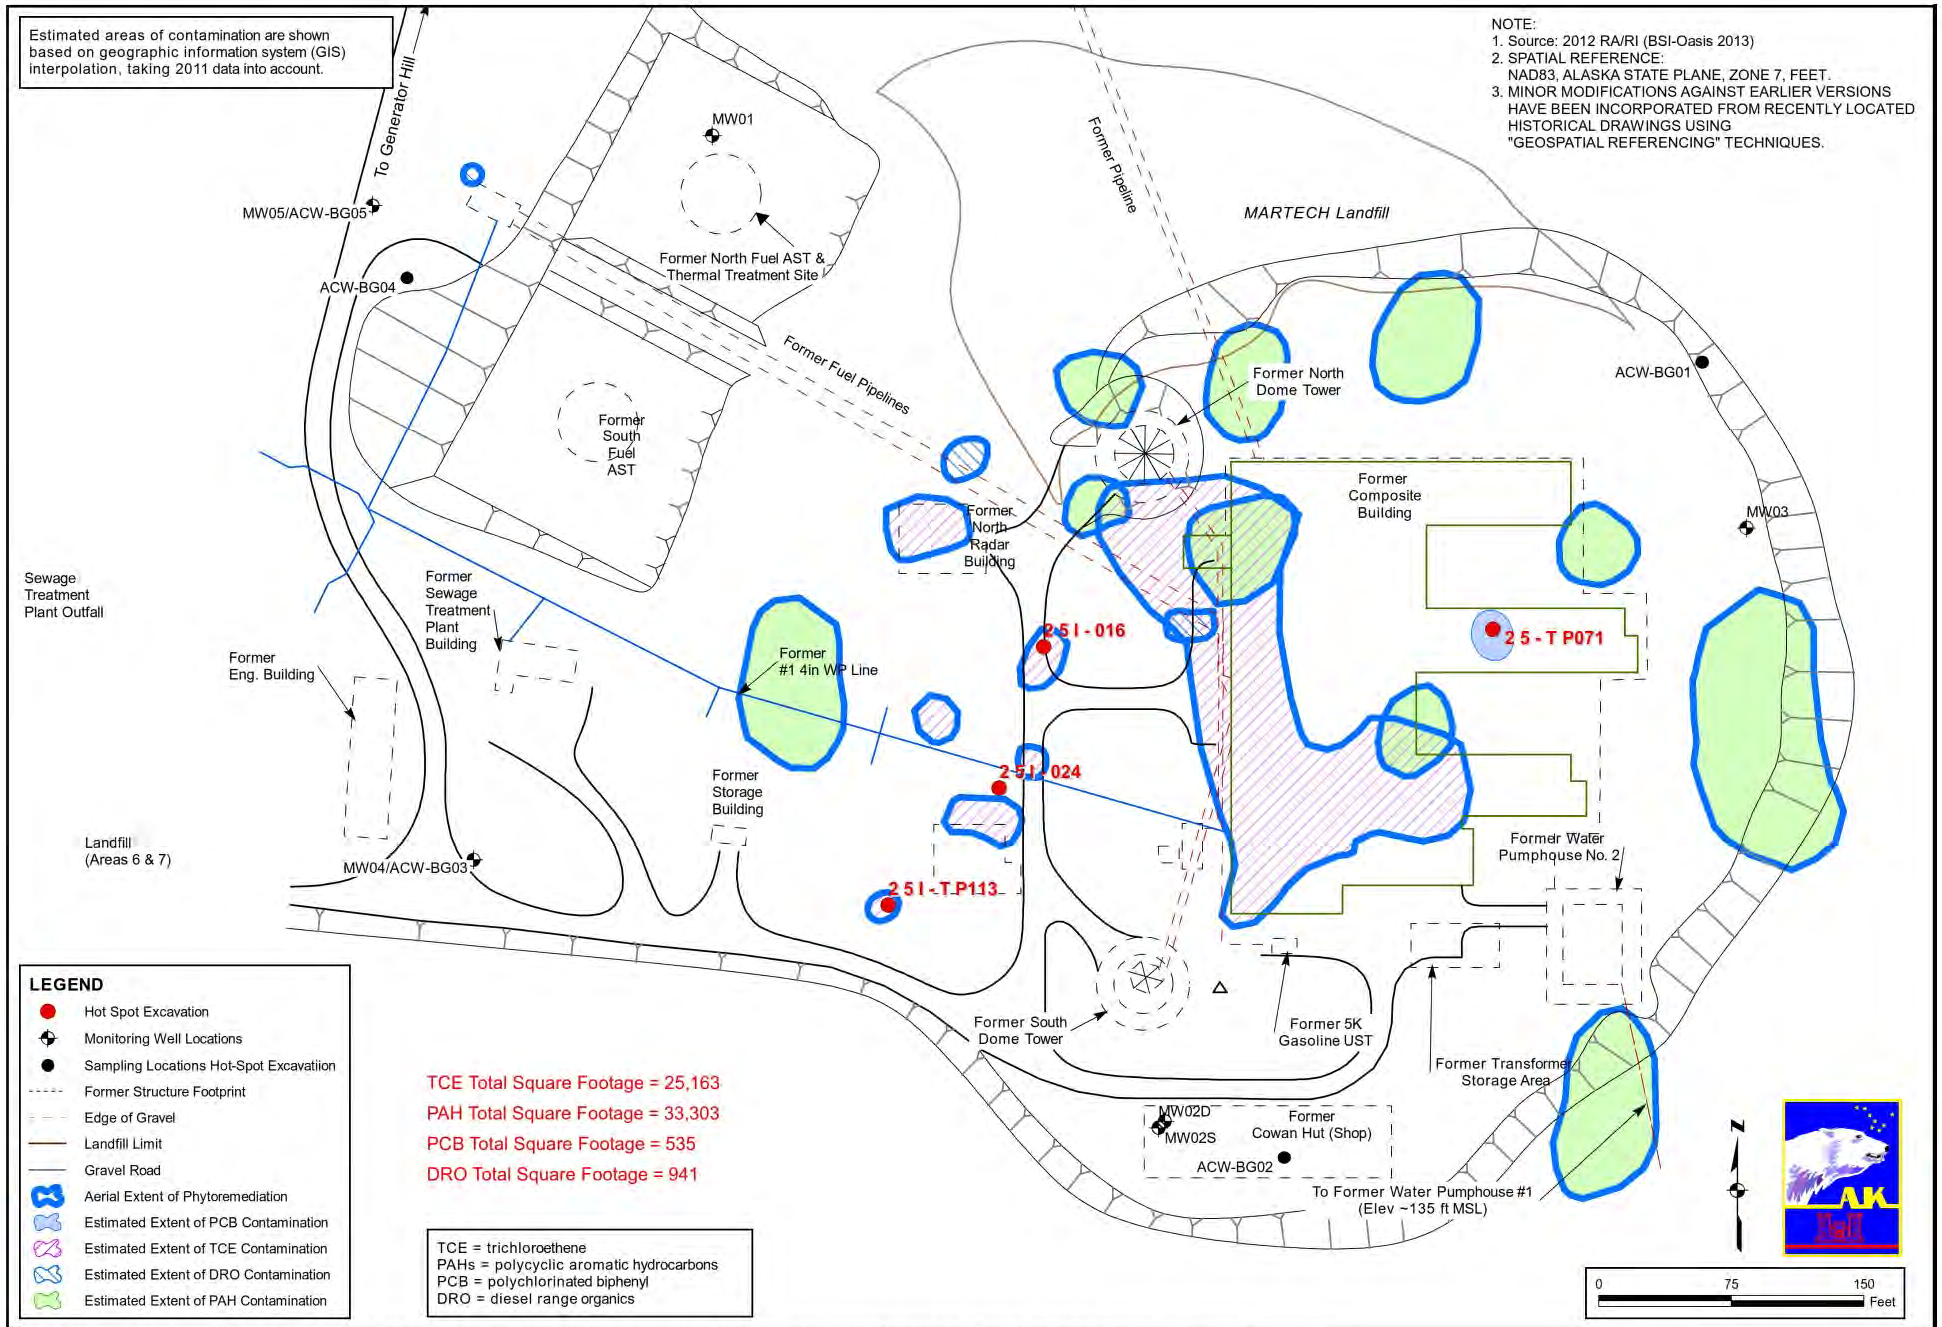 Estimated areas of contamination are shown
based on geographic information system (GIS)
interpolation, taking 2011 data into account.
To Generator Hill
NOTE:
1. Source: 2012 RA/RI (BSI-Oasis 2013)
2. SPATIAL REFERENCE:
NAD83, ALASKA STATE PLANE, ZONE 7, FEET.
3. MINOR MODIFICATIONS AGAINST EARLIER VERSIONS
HAVE BEEN INCORPORATED FROM RECENTLY LOCATED
HISTORICAL DRAWINGS USING
"GEOSPATIAL REFERENCING" TECHNIQUES.
MW01
Former Pipeline
MW05/ACW-BG05
MARTECH Landfill
Former North Fuel AST &
Thermal Treatment Site
ACW-BG04
Former Fuel Pipelines
Former North
Dome Tower
ACW-BG01
Former
South
Fuel
AST
Former
Composite
Building
Former
North
Radar
Building
MW03
Sewage
Treatment
Plant Outfall
Former
Sewage
Treatment
Plant
Building
25I-016
25-TP071
Former
Eng. Building
Former
#1 4in WP Line
25I-024
Former
Storage
Building
Former Water
Pumphouse No. 2
Landfill
(Areas 6 & 7)
MW04/ACW-BG03
25I-TP113
Former South
Dome Tower
Former 5K
Gasoline UST
Former Transformer
Storage Area
LEGEND
Hot Spot Excavation
Monitoring Well Locations
Sampling Locations Hot-Spot Excavatiion
Former Structure Footprint
Edge of Gravel
Landfill Limit
Gravel Road
Aerial Extent of Phytoremediation
Estimated Extent of PCB Contamination
Estimated Extent of TCE Contamination
Estimated Extent of DRO Contamination
Estimated Extent of PAH Contamination
TCE Total Square Footage = 25,163
PAH Total Square Footage = 33,303
PCB Total Square Footage = 535
DRO Total Square Footage = 941
TCE = trichloroethene
PAHs = polycyclic aromatic hydrocarbons
PCB = polychlorinated biphenyl
DRO = diesel range organics
MW02D
MW02S
Former
Cowan Hut (Shop)
ACW-BG02
To Former Water Pumphouse #1
(Elev ~135 ft MSL)
N
AK
0 75 150
Feet